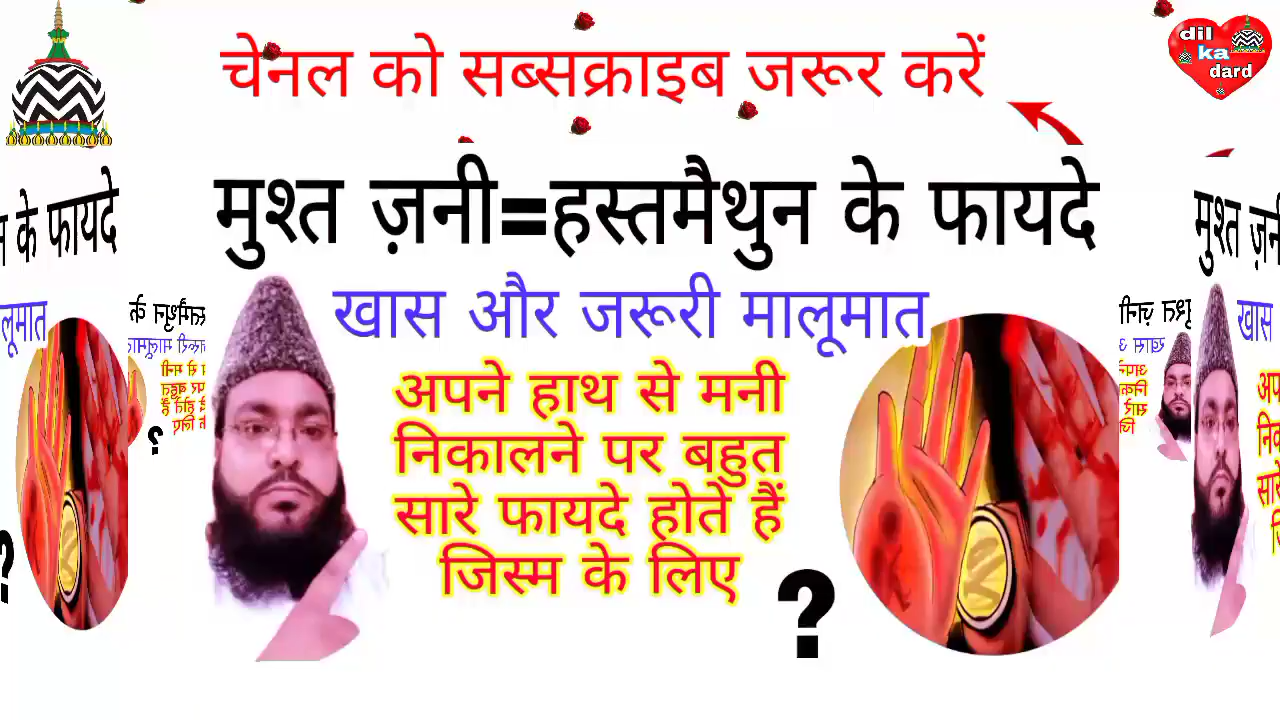 चेनल को सब्सक्राइब जरूर करें
dil
ka
dard
मुश्त ज़नी=हस्तमैथुन के फायदे
खास और जरूरी मालूमात
अपने हाथ से मनी
निकालने पर बहुत
सारे फायदे होते हैं
जिस्म के लिए
?
के फायदे
लूमात
?
मुश्त ज़नी
खास